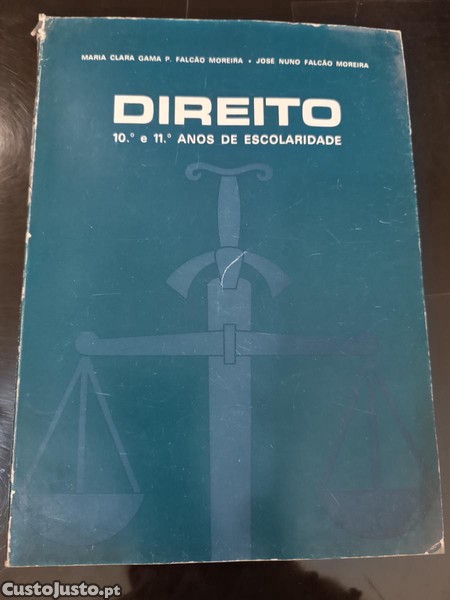 MARIA CLARA GAMA P. FALCÃO MOREIRA • JOSÉ NUNO FALCÃO MOREIRA
DIREITO
10.º e 11.º ANOS DE ESCOLARIDADE
CustoJusto.pt